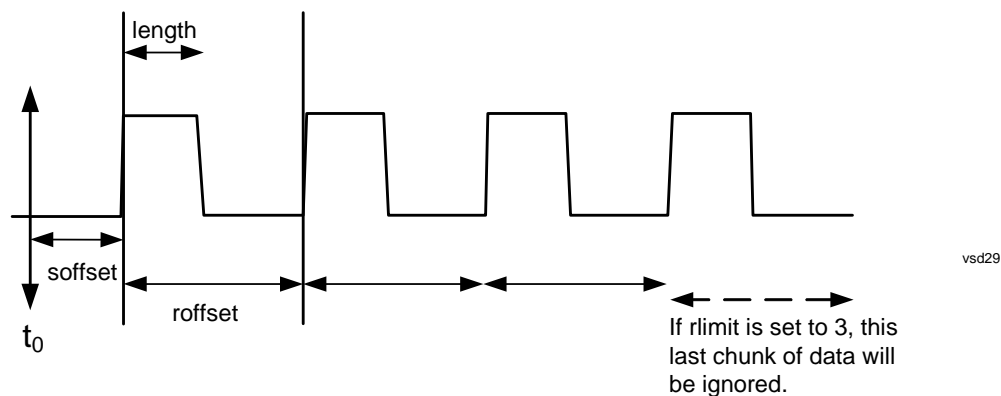 length
soffset
roffset
t₀
vsd29
If rlimit is set to 3, this
last chunk of data will
be ignored.